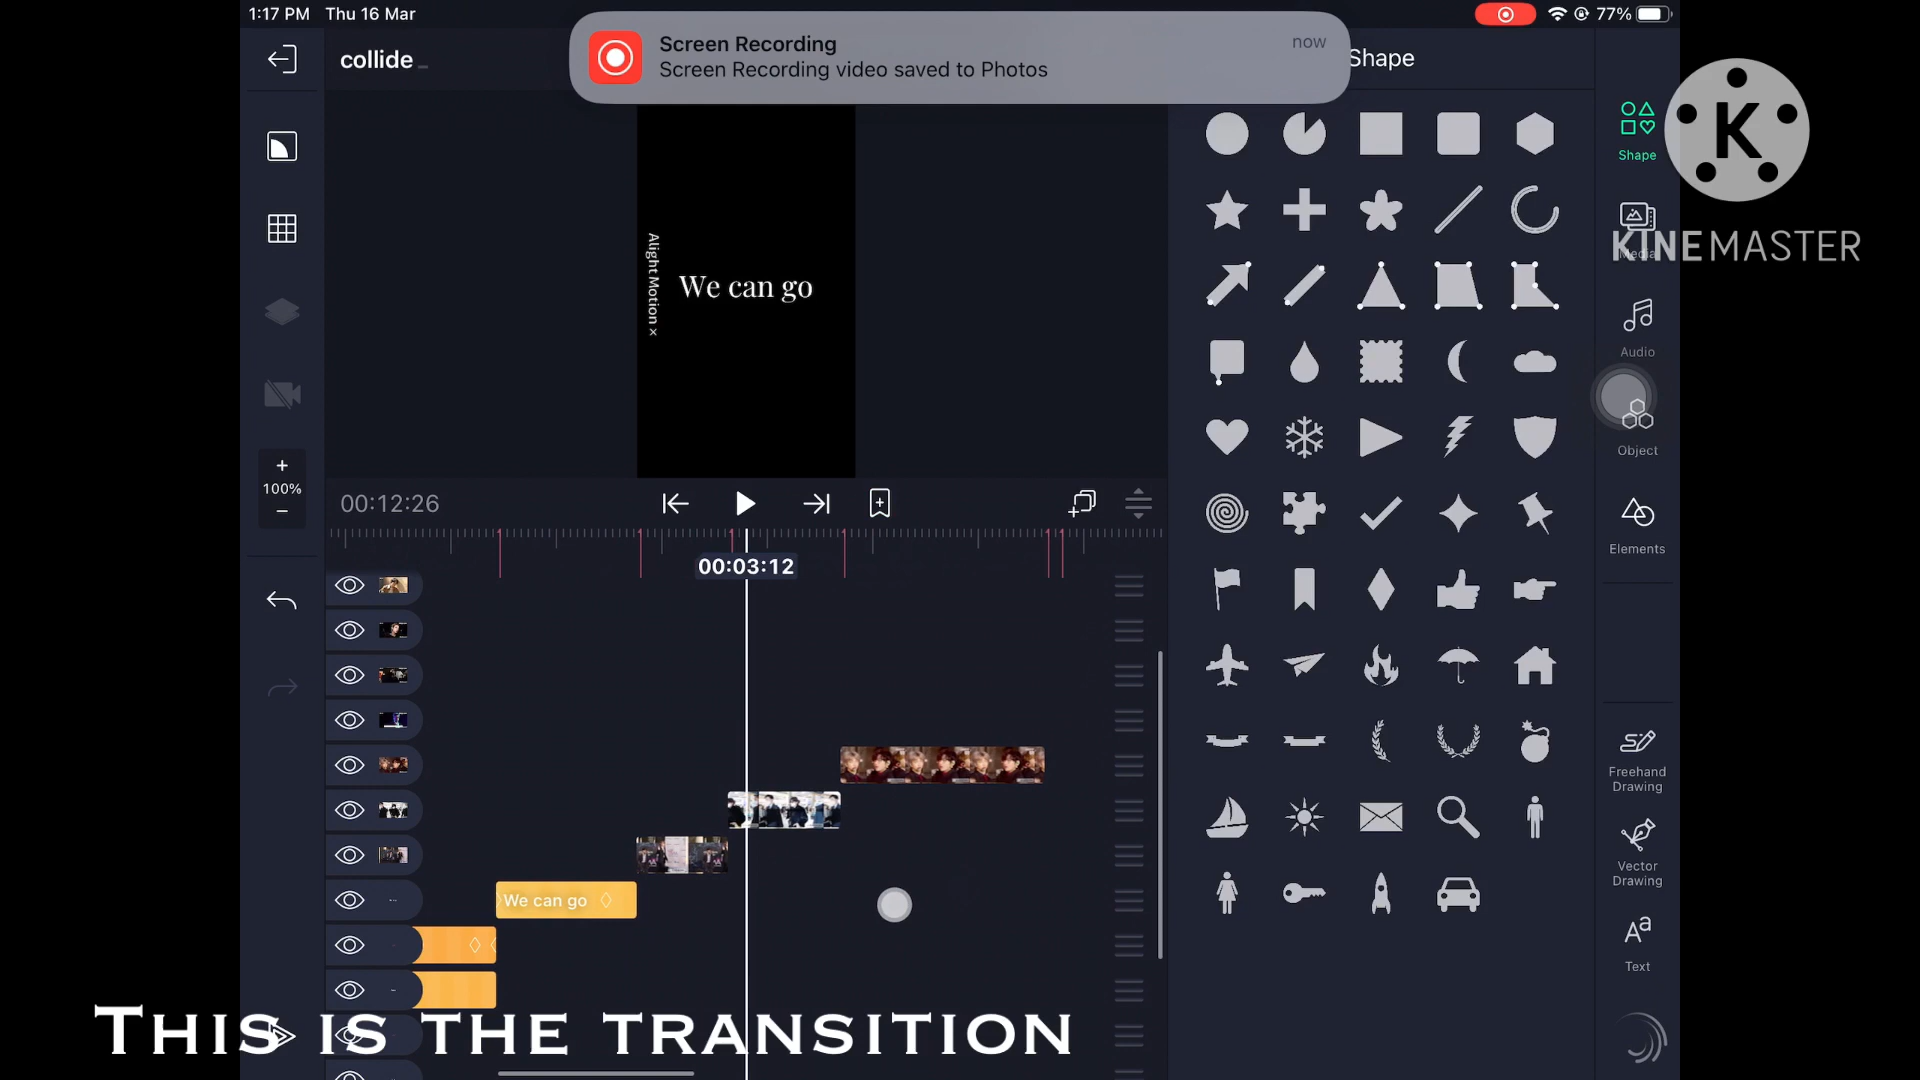 1:17 PM Thu 16 Mar
77%
Screen Recording
now
Screen Recording video saved to Photos
collide
Shape
Shape
K
KINEMASTER
Media
Alight Motion ×
We can go
Audio
Object
+
100%
−
00:12:26
Elements
00:03:12
Freehand
Drawing
Vector
Drawing
We can go
Aa
Text
THIS IS THE TRANSITION